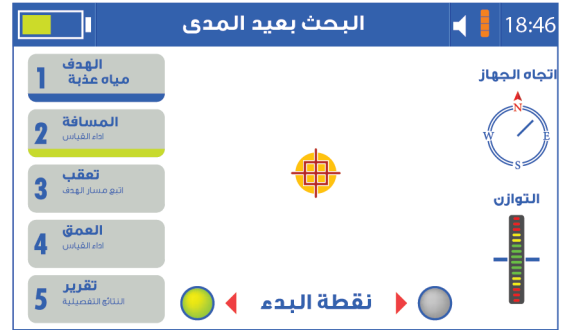 البحث بعيد المدى
18:46
1
الهدف
مياه عذبة
2
المسافة
اداء القياس
3
تعقب
اتبع مسار الهدف
4
العمق
اداء القياس
5
تقرير
النتائج التفصيلية
اتجاه الجهاز
N
W
E
S
التوازن
نقطة البدء